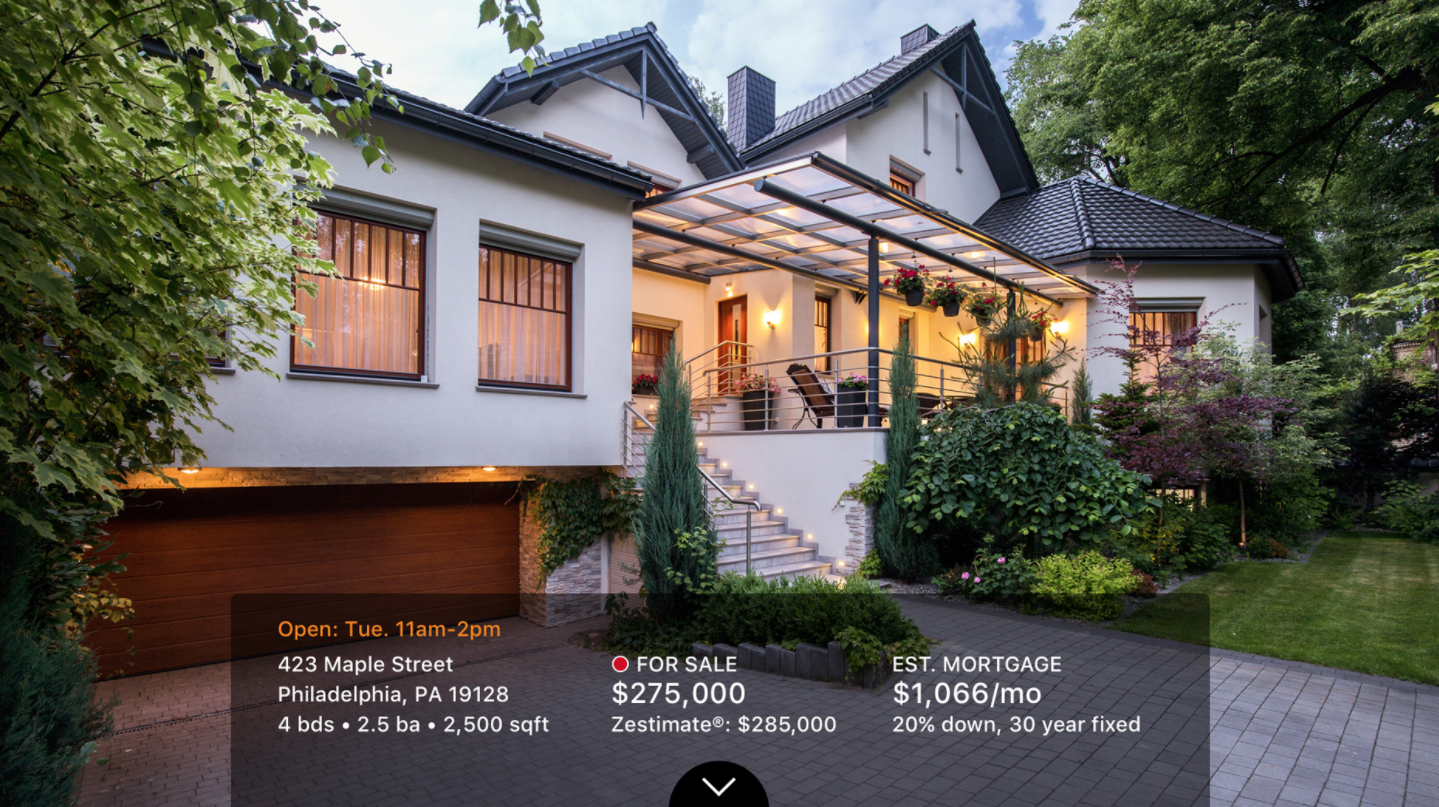 Open: Tue. 11am-2pm
423 Maple Street
Philadelphia, PA 19128
4 bds • 2.5 ba • 2,500 sqft
FOR SALE
$275,000
Zestimate®: $285,000
EST. MORTGAGE
$1,066/mo
20% down, 30 year fixed